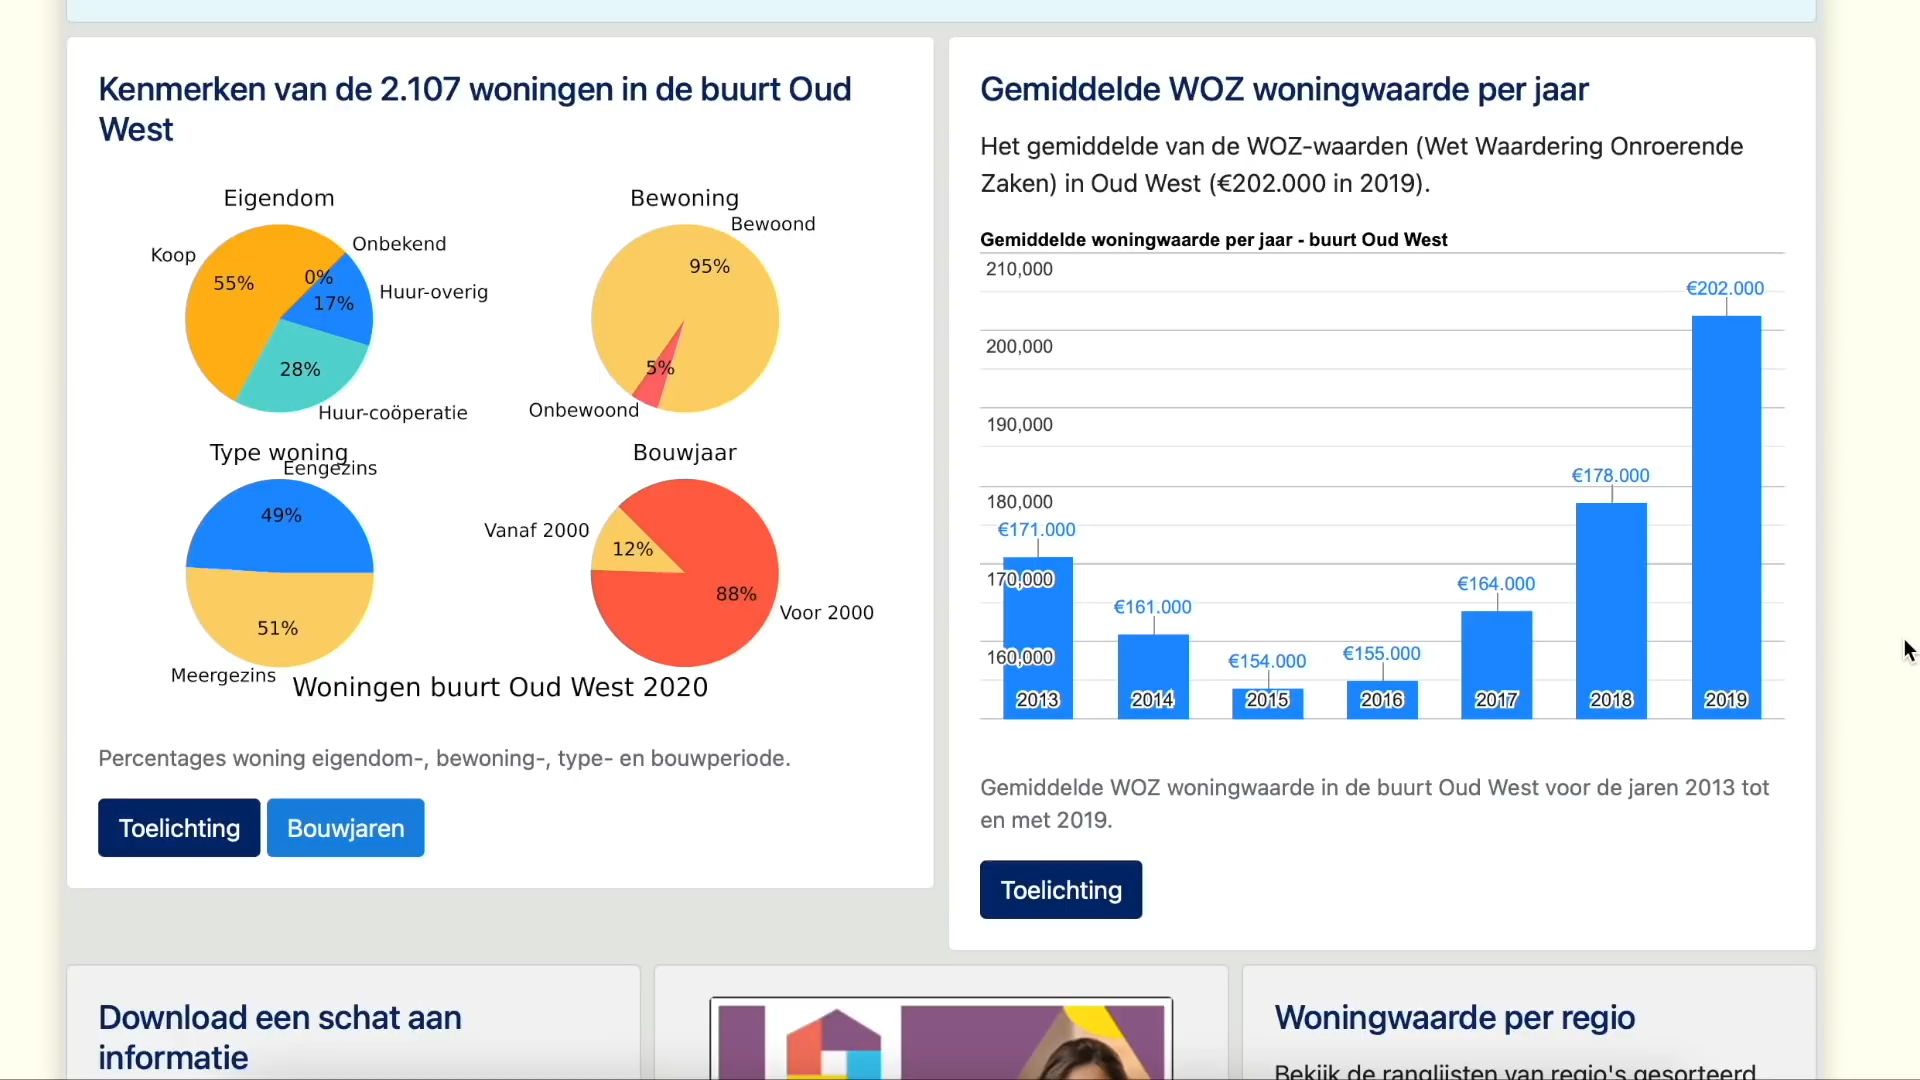 Kenmerken van de 2.107 woningen in de buurt Oud
West
Eigendom
Koop
Onbekend
55%
0%
Huur-overig
17%
28%
Huur-coöperatie
Bewoning
Bewoond
95%
5%
Onbewoond
Type woning
Eengezins
49%
51%
Meergezins
Bouwjaar
Vanaf 2000
12%
88%
Voor 2000
Woningen buurt Oud West 2020
Percentages woning eigendom-, bewoning-, type- en bouwperiode.
Toelichting
Bouwjaren
Gemiddelde WOZ woningwaarde per jaar
Het gemiddelde van de WOZ-waarden (Wet Waardering Onroerende
Zaken) in Oud West (€202.000 in 2019).
Gemiddelde woningwaarde per jaar - buurt Oud West
210,000
200,000
190,000
180,000
170,000
160,000
€171.000
€161.000
€154.000
€155.000
€164.000
€178.000
€202.000
2013
2014
2015
2016
2017
2018
2019
Gemiddelde WOZ woningwaarde in de buurt Oud West voor de jaren 2013 tot
en met 2019.
Toelichting
Download een schat aan
informatie
Woningwaarde per regio
Bekijk de ranglijsten van regio's gesorteerd